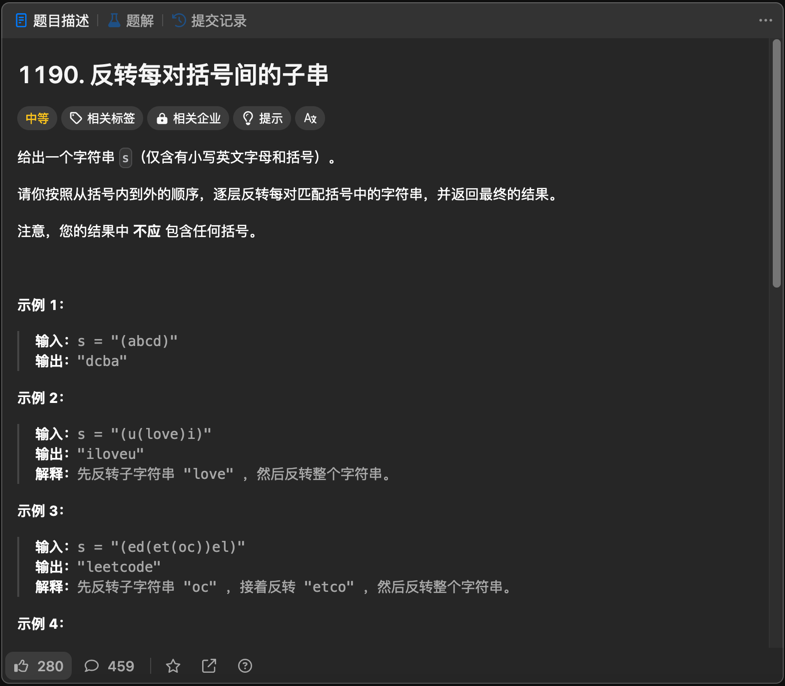 题目描述 题解 提交记录
1190. 反转每对括号间的子串
中等 相关标签 相关企业 提示
给出一个字符串 s（仅含有小写英文字母和括号）。
请你按照从括号内到外的顺序，逐层反转每对匹配括号中的字符串，并返回最终的结果。
注意，您的结果中 不应 包含任何括号。
示例 1：
输入：s = "(abcd)"
输出："dcba"
示例 2：
输入：s = "(u(love)i)"
输出："iloveu"
解释：先反转子字符串 "love" ，然后反转整个字符串。
示例 3：
输入：s = "(ed(et(oc))el)"
输出："leetcode"
解释：先反转子字符串 "oc" ，接着反转 "etco" ，然后反转整个字符串。
示例 4：
280 459